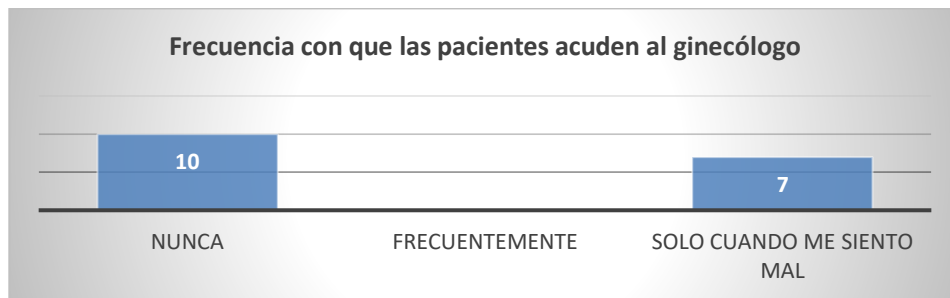 Frecuencia con que las pacientes acuden al ginecólogo
10
7
NUNCA
FRECUENTEMENTE
SOLO CUANDO ME SIENTO
MAL